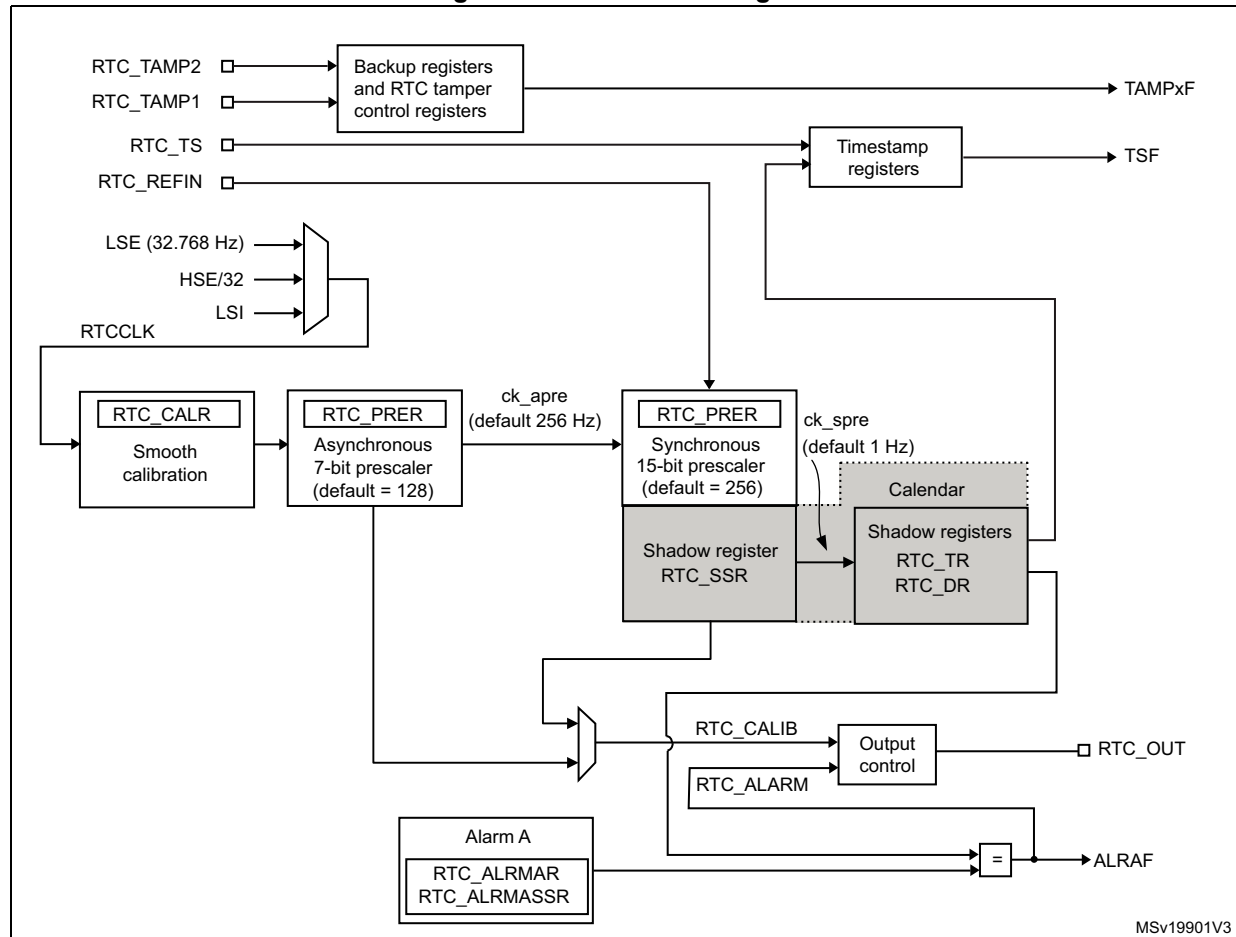 RTC_TAMP2
RTC_TAMP1
Backup registers
and RTC tamper
control registers
TAMPxF
RTC_TS
RTC_REFIN
Timestamp
registers
TSF
LSE (32.768 Hz)
HSE/32
LSI
RTCCLK
RTC_CALR
Smooth
calibration
RTC_PRER
Asynchronous
7-bit prescaler
(default = 128)
ck_apre
(default 256 Hz)
RTC_PRER
Synchronous
15-bit prescaler
(default = 256)
ck_spre
(default 1 Hz)
Calendar
Shadow register
RTC_SSR
Shadow registers
RTC_TR
RTC_DR
RTC_CALIB
Output
control
RTC_OUT
RTC_ALARM
Alarm A
RTC_ALRMAR
RTC_ALRMASSR
=
ALRAF
MSv19901V3